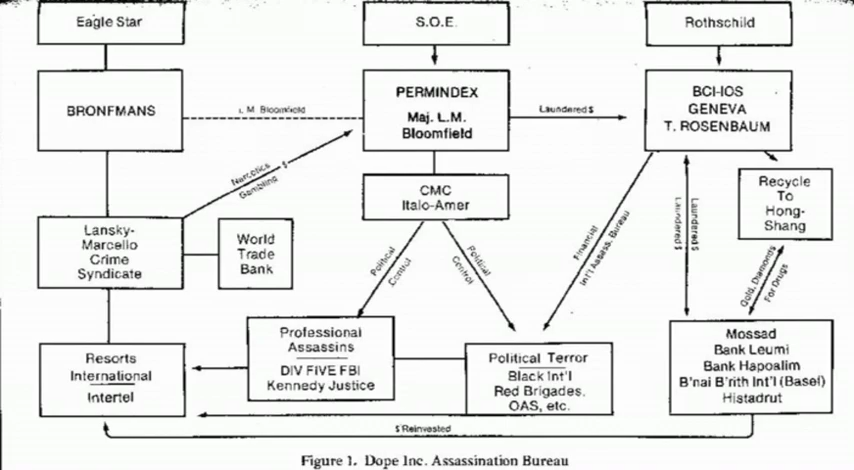 Eagle Star
S.O.E.
Rothschild
BRONFMANS
L.M. Bloomfield
PERMINDEX
Maj. L.M.
Bloomfield
Laundered $
BCI-IOS
GENEVA
T. ROSENBAUM
Narcotics $
Gambling
CMC
Italo-Amer
Recycle
To
Hong-
Shang
Lansky-
Marcello
Crime
Syndicate
World
Trade
Bank
Political
Control
Political
Control
Financial
Int'l Assass. Bureau
Laundered $
Laundered $
Gold, Diamonds
For Drugs
Resorts
International
Intertel
Professional
Assassins
DIV FIVE FBI
Kennedy Justice
Political Terror
Black Int'l
Red Brigades,
OAS, etc.
Mossad
Bank Leumi
Bank Hapoalim
B'nai B'rith Int'l (Basel)
Histadrut
$ Reinvested
Figure 1. Dope Inc. Assassination Bureau